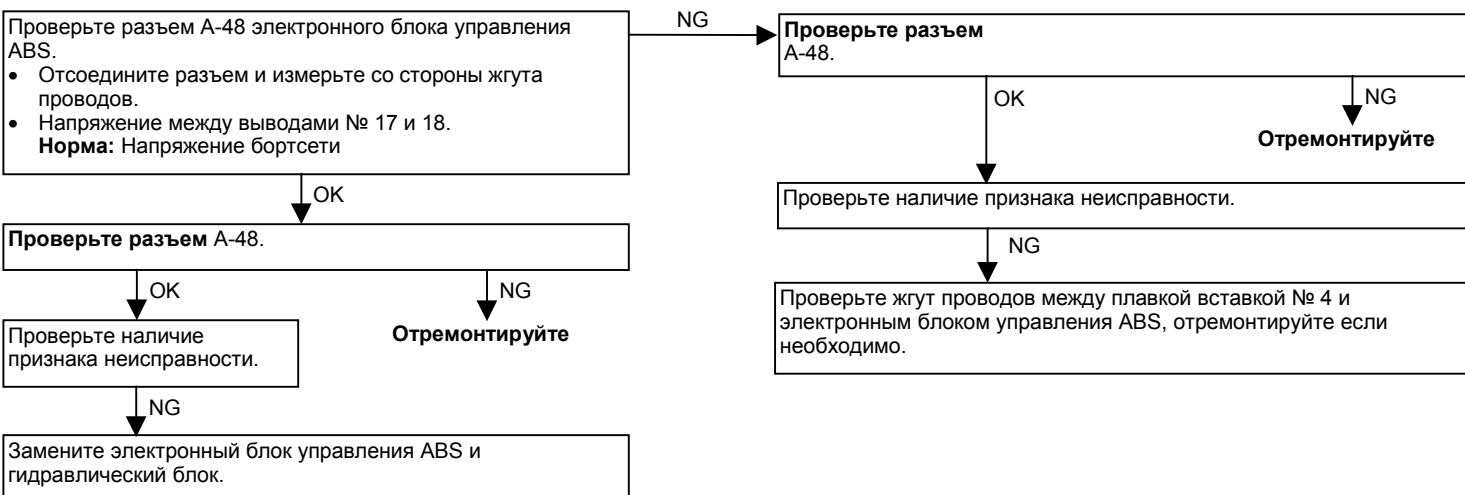 Проверьте разъем А-48 электронного блока управления
ABS.
• Отсоедините разъем и измерьте со стороны жгута
проводов.
• Напряжение между выводами № 17 и 18.
Норма: Напряжение бортсети
NG
Проверьте разъем
А-48.
OK
NG
Отремонтируйте
Проверьте наличие признака неисправности.
NG
Проверьте жгут проводов между плавкой вставкой № 4 и
электронным блоком управления ABS, отремонтируйте если
необходимо.
OK
Проверьте разъем А-48.
OK
NG
Отремонтируйте
Проверьте наличие
признака неисправности.
NG
Замените электронный блок управления ABS и
гидравлический блок.